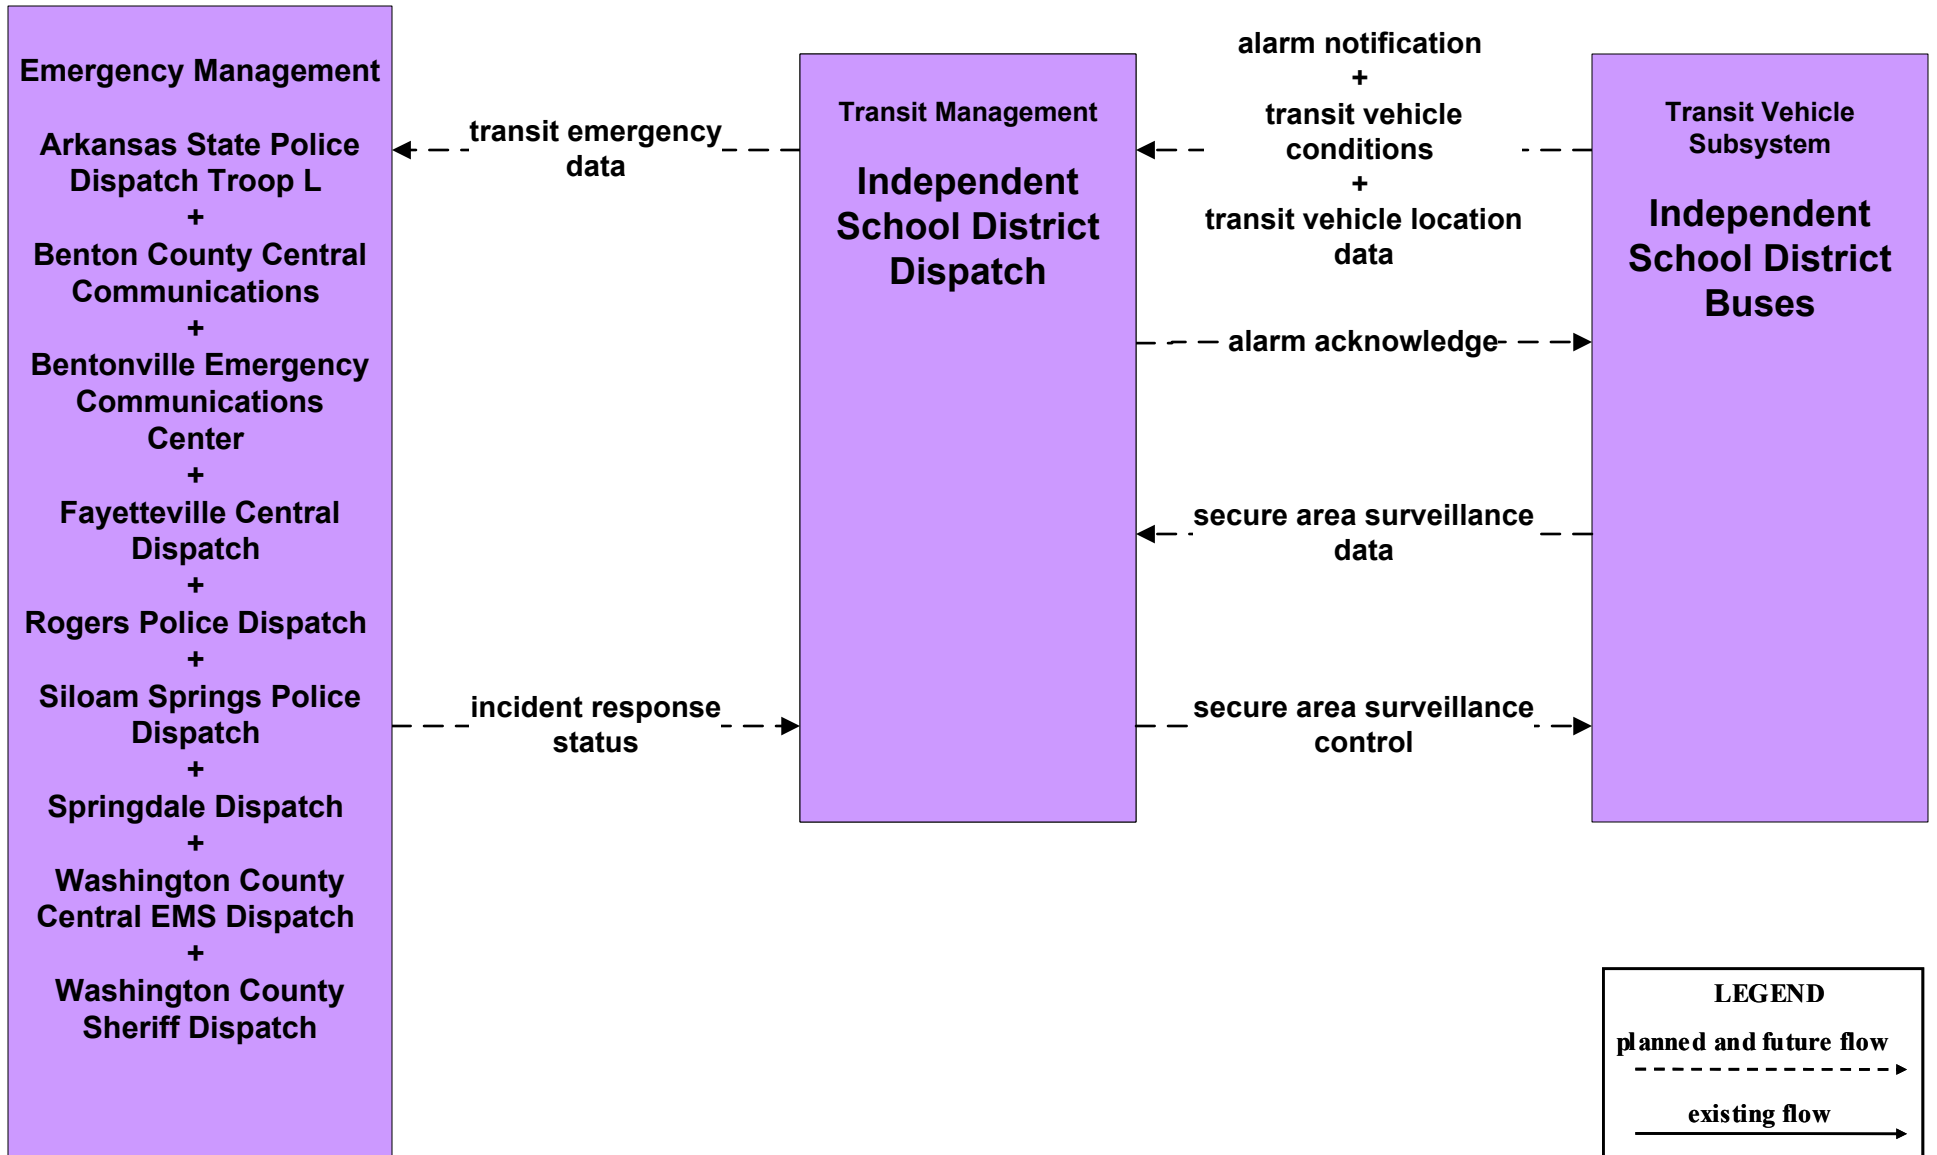 Emergency Management
Arkansas State Police
Dispatch Troop L
+
Benton County Central
Communications
+
Bentonville Emergency
Communications
Center
+
Fayetteville Central
Dispatch
+
Rogers Police Dispatch
+
Siloam Springs Police
Dispatch
+
Springdale Dispatch
+
Washington County
Central EMS Dispatch
+
Washington County
Sheriff Dispatch
transit emergency
data
incident response
status
Transit Management
Independent
School District
Dispatch
alarm notification
+
transit vehicle
conditions
+
transit vehicle location
data
alarm acknowledge
secure area surveillance
data
secure area surveillance
control
Transit Vehicle
Subsystem
Independent
School District
Buses
LEGEND
planned and future flow
existing flow